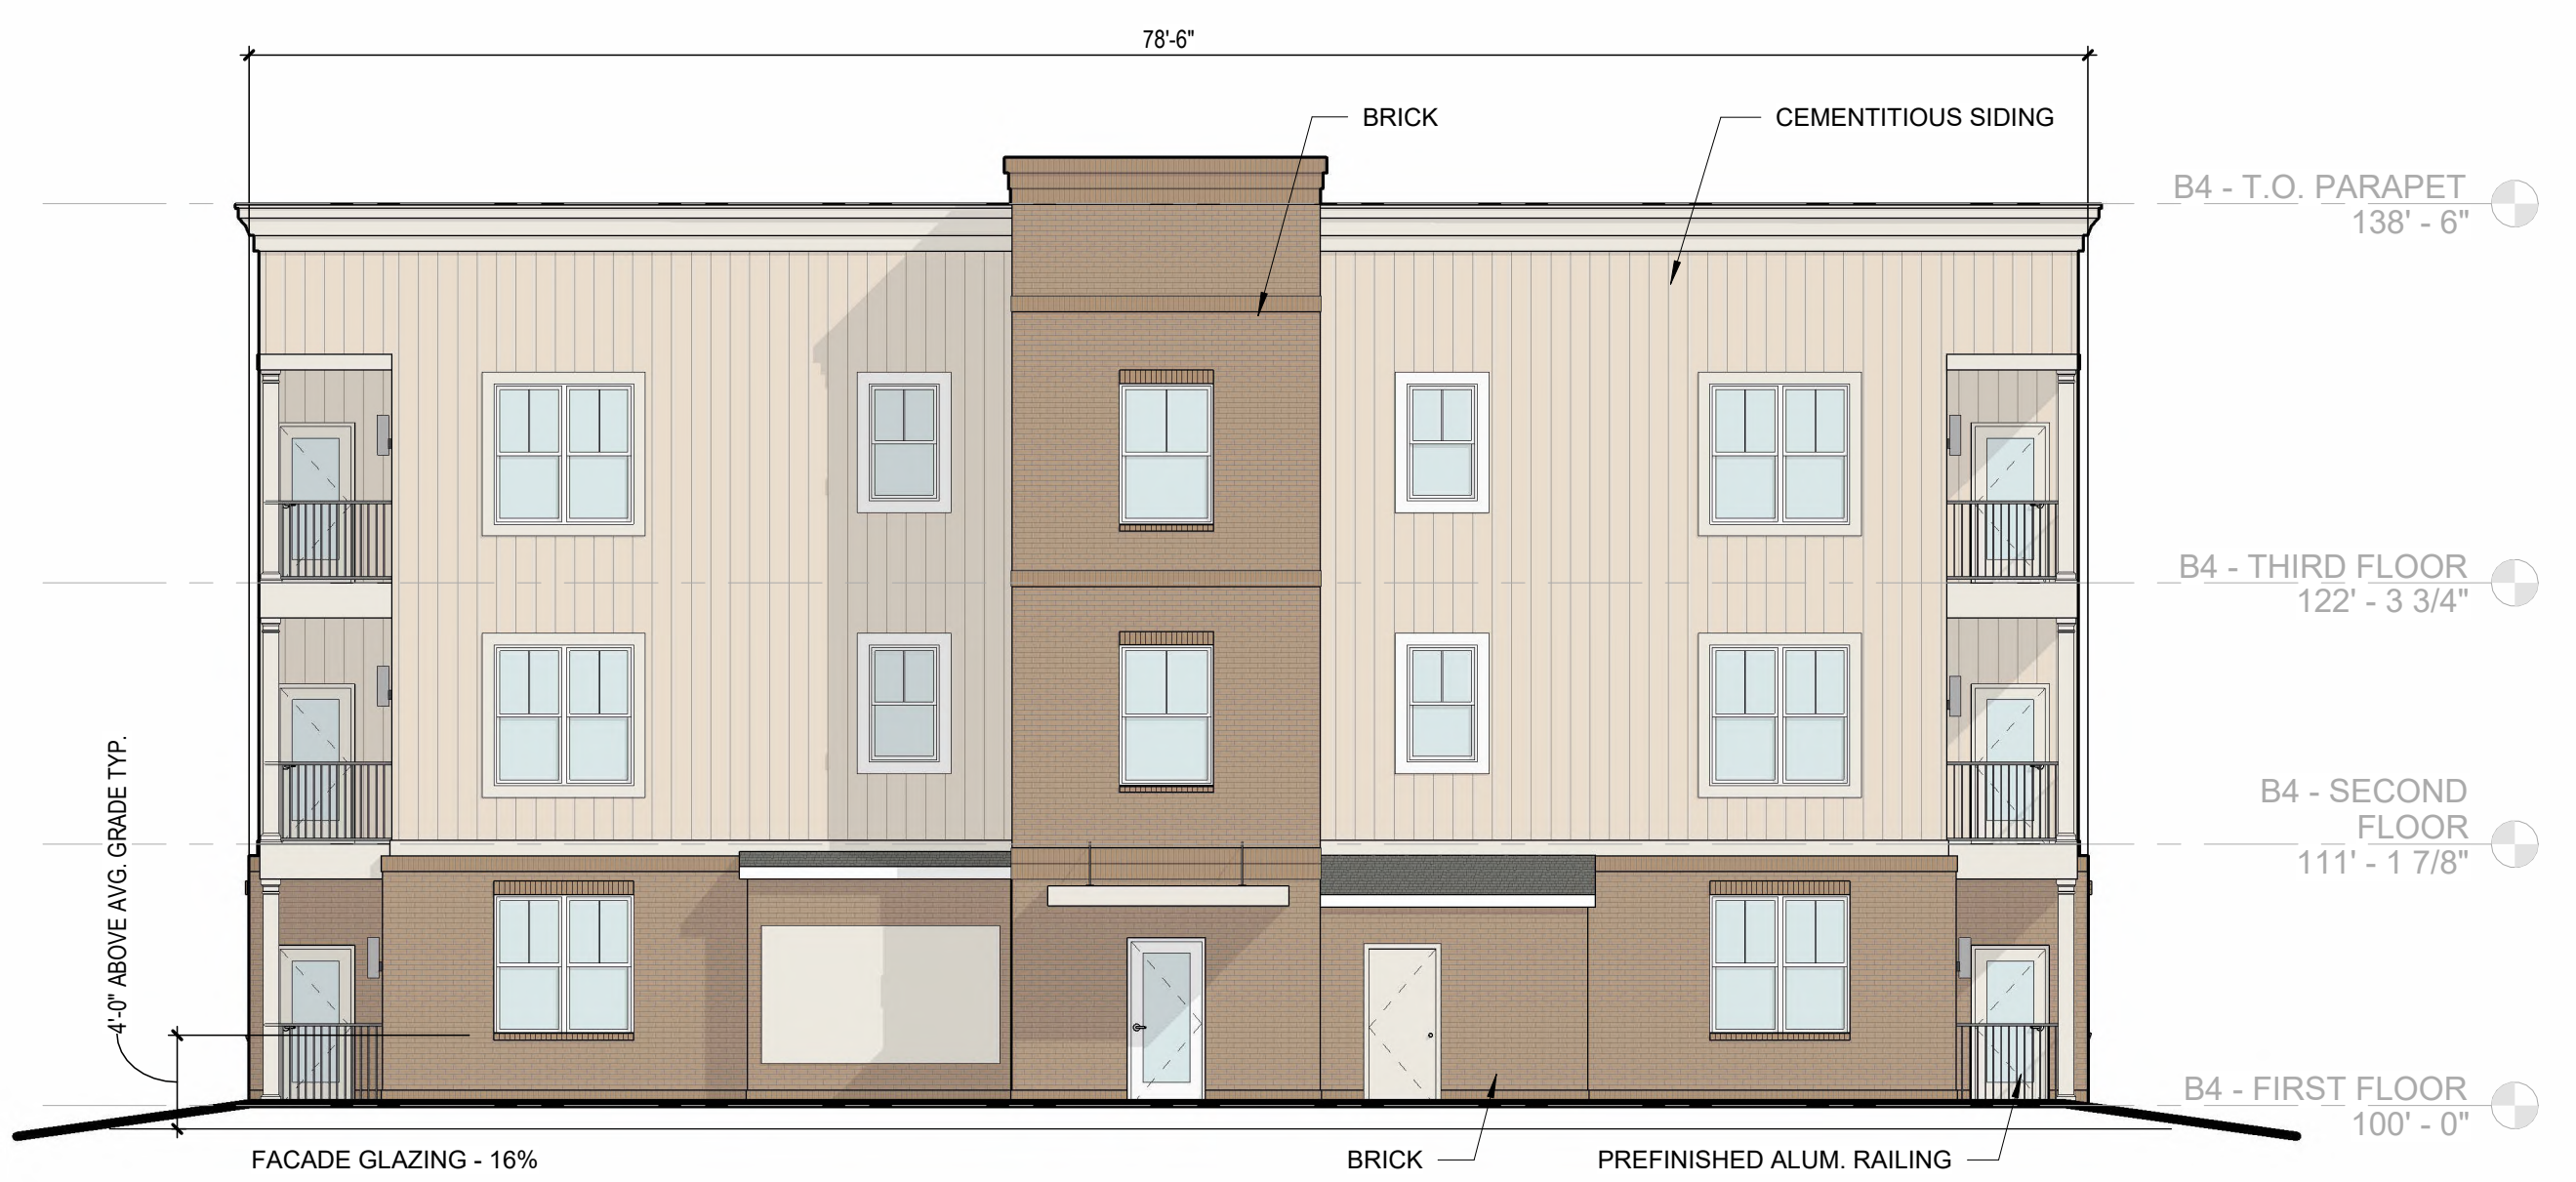 78'-6"
BRICK
CEMENTITIOUS SIDING
B4 - T.O. PARAPET
138' - 6"
B4 - THIRD FLOOR
122' - 3 3/4"
B4 - SECOND
FLOOR
111' - 1 7/8"
4'-0" ABOVE AVG. GRADE TYP.
B4 - FIRST FLOOR
100' - 0"
FACADE GLAZING - 16%
BRICK
PREFINISHED ALUM. RAILING